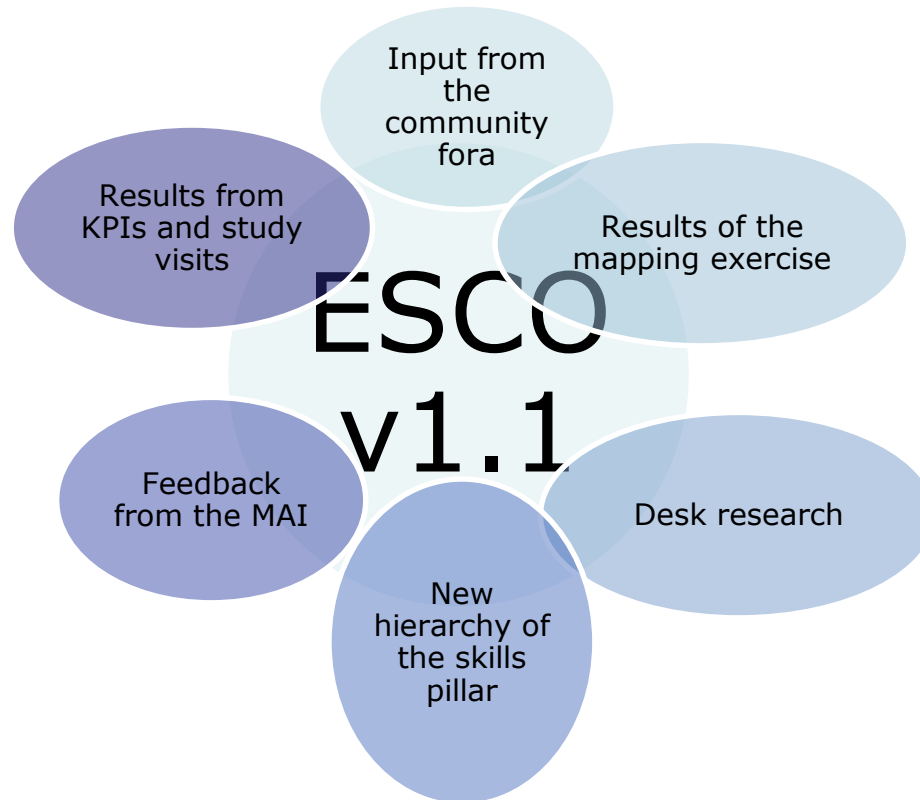 Input from
the
community
fora
Results from
KPIs and study
visits
Results of the
mapping exercise
ESCO
v1.1
Feedback
from the MAI
Desk research
New
hierarchy of
the skills
pillar